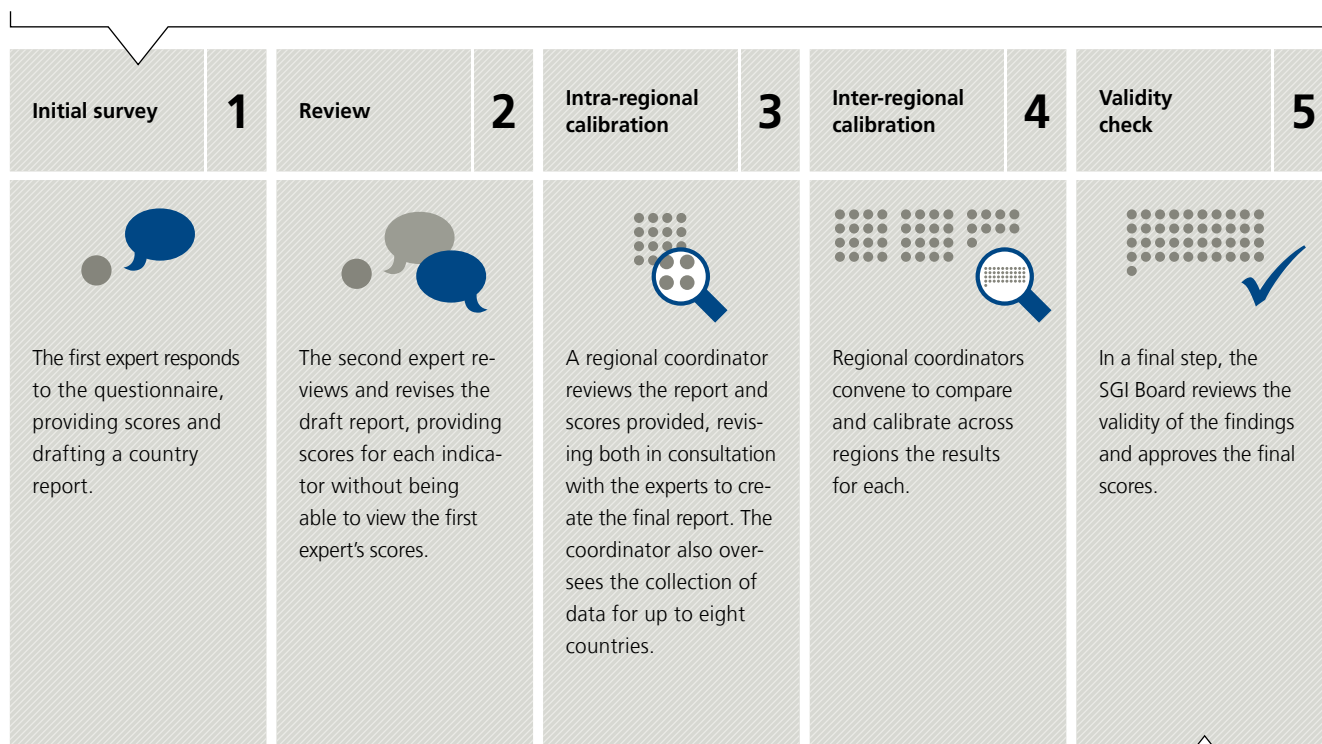 Initial survey
1
The first expert responds
to the questionnaire,
providing scores and
drafting a country
report.
Review
2
The second expert re-
views and revises the
draft report, providing
scores for each indica-
tor without being
able to view the first
expert's scores.
Intra-regional
calibration
3
A regional coordinator
reviews the report and
scores provided, revis-
ing both in consultation
with the experts to cre-
ate the final report. The
coordinator also over-
sees the collection of
data for up to eight
countries.
Inter-regional
calibration
4
Regional coordinators
convene to compare
and calibrate across
regions the results
for each.
Validity
check
5
In a final step, the
SGI Board reviews the
validity of the findings
and approves the final
scores.